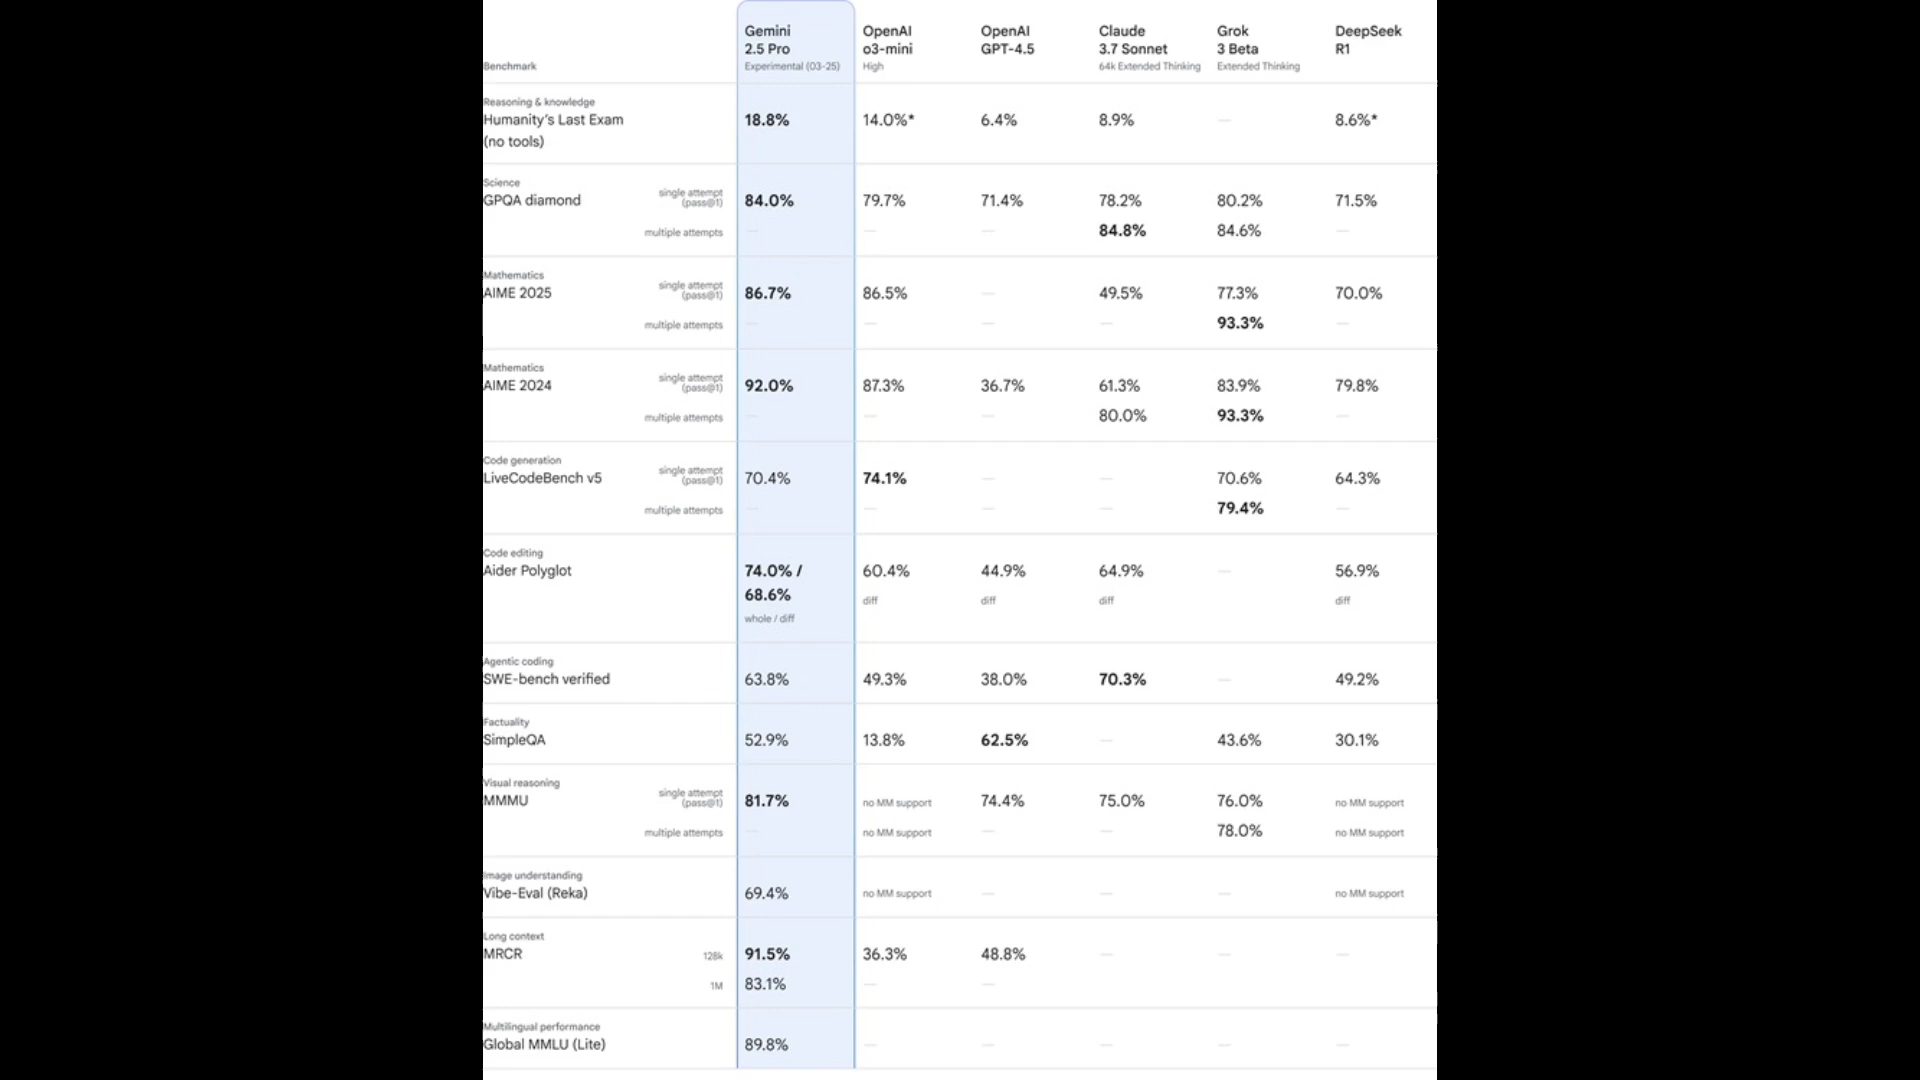 Benchmark
Gemini
2.5 Pro
Experimental (03-25)
OpenAI
o3-mini
High
OpenAI
GPT-4.5
Claude
3.7 Sonnet
64k Extended Thinking
Grok
3 Beta
Extended Thinking
DeepSeek
R1
Reasoning & knowledge
Humanity's Last Exam
(no tools)
18.8% 14.0%* 6.4% 8.9% — 8.6%*
Science
GPQA diamond
single attempt
(pass@1)
84.0% 79.7% 71.4% 78.2% 80.2% 71.5%
multiple attempts — — — 84.8% 84.6% —
Mathematics
AIME 2025
single attempt
(pass@1)
86.7% 86.5% — 49.5% 77.3% 70.0%
multiple attempts — — — — 93.3% —
Mathematics
AIME 2024
single attempt
(pass@1)
92.0% 87.3% 36.7% 61.3% 83.9% 79.8%
multiple attempts — — — 80.0% 93.3% —
Code generation
LiveCodeBench v5
single attempt
(pass@1)
70.4% 74.1% — — 70.6% 64.3%
multiple attempts — — — — 79.4% —
Code editing
Aider Polyglot
74.0% /
68.6%
whole / diff
60.4%
diff
44.9%
diff
64.9%
diff
—
56.9%
diff
Agentic coding
SWE-bench verified 63.8% 49.3% 38.0% 70.3% — 49.2%
Factuality
SimpleQA 52.9% 13.8% 62.5% — 43.6% 30.1%
Visual reasoning
MMMU
single attempt
(pass@1)
81.7% no MM support 74.4% 75.0% 76.0% no MM support
multiple attempts — no MM support — — 78.0% no MM support
Image understanding
Vibe-Eval (Reka) 69.4% no MM support — — — no MM support
Long context
MRCR 128k 91.5% 36.3% 48.8% — — —
1M 83.1% — —
Multilingual performance
Global MMLU (Lite) 89.8% — — — — —